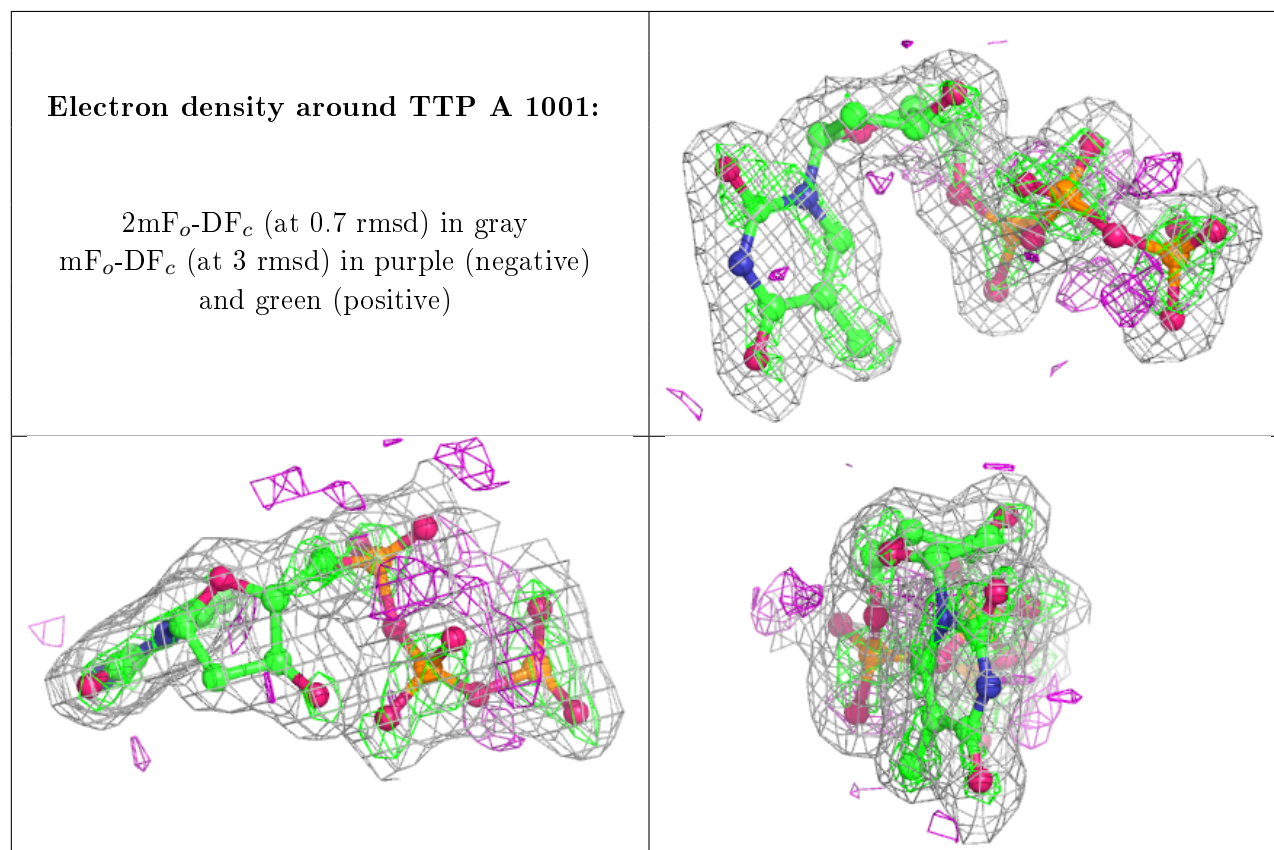 Electron density around TTP A 1001:
2mFo-DFc (at 0.7 rmsd) in gray
mFo-DFc (at 3 rmsd) in purple (negative)
and green (positive)